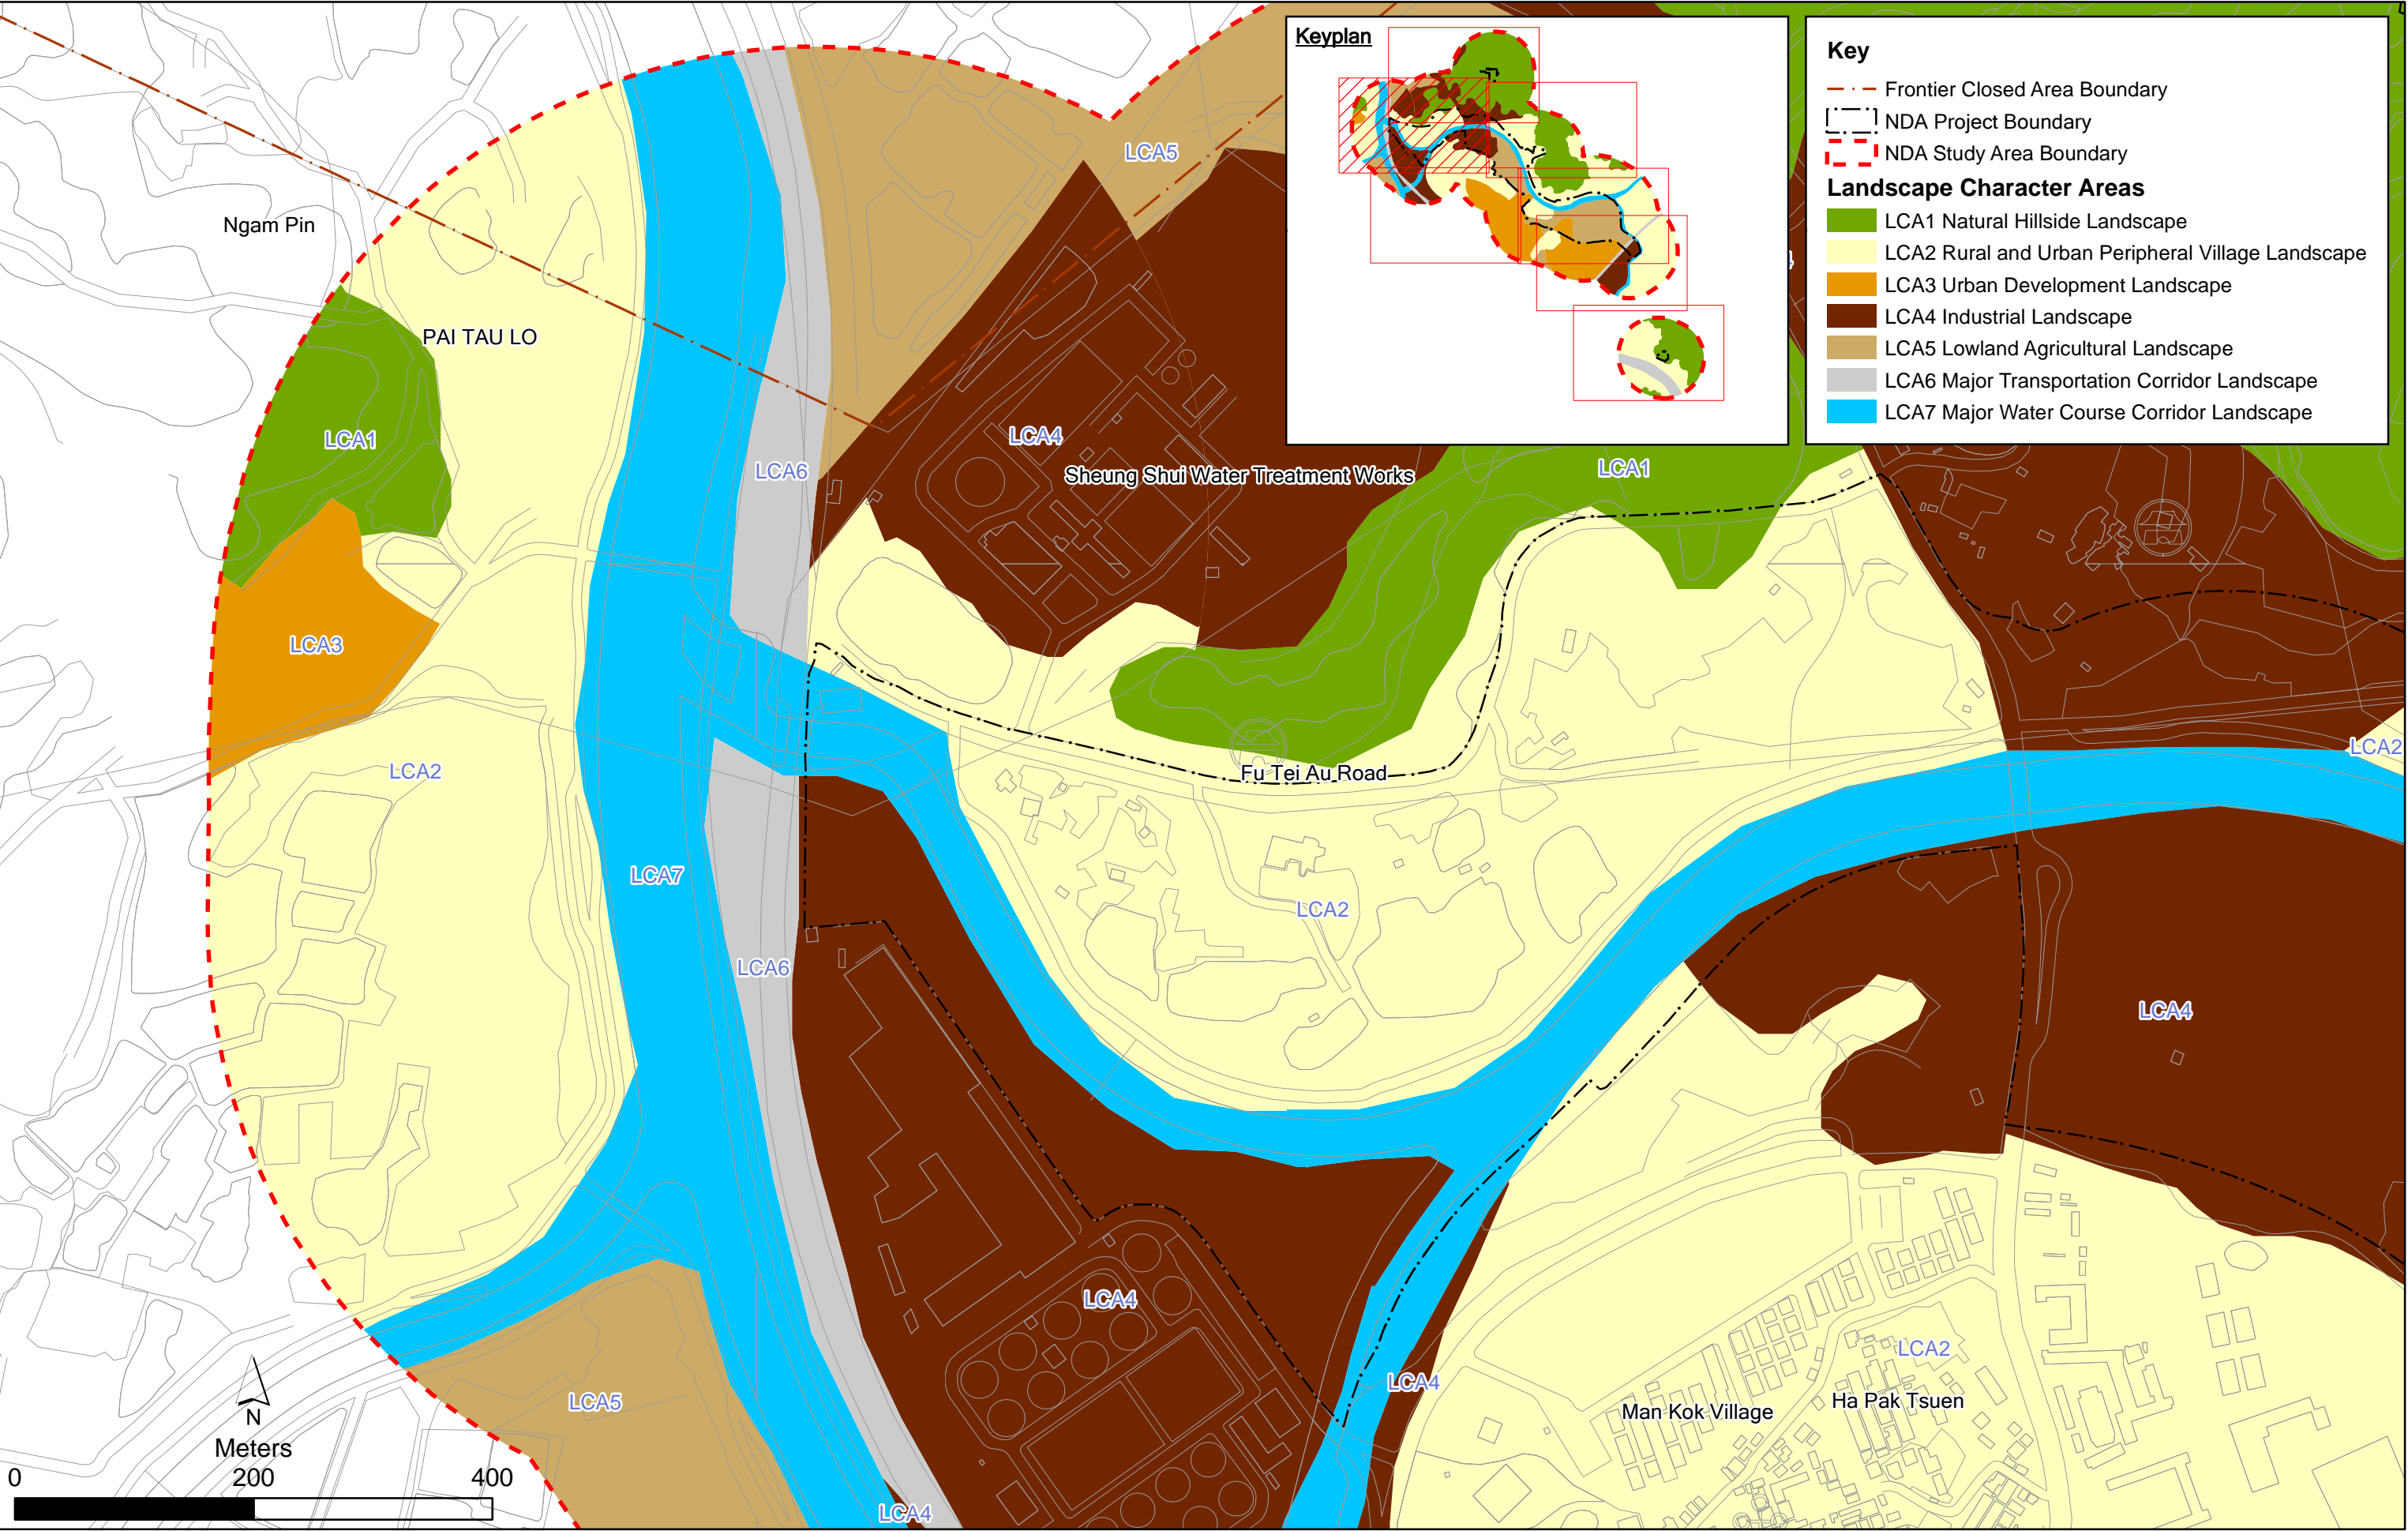 Keyplan
Key
Frontier Closed Area Boundary
NDA Project Boundary
NDA Study Area Boundary
Landscape Character Areas
LCA1 Natural Hillside Landscape
LCA2 Rural and Urban Peripheral Village Landscape
LCA3 Urban Development Landscape
LCA4 Industrial Landscape
LCA5 Lowland Agricultural Landscape
LCA6 Major Transportation Corridor Landscape
LCA7 Major Water Course Corridor Landscape
LCA5
Ngam Pin
PAI TAU LO
LCA1
LCA4
LCA6
Sheung Shui Water Treatment Works
LCA1
LCA3
LCA2
Fu Tei Au Road
LCA2
LCA7
LCA2
LCA6
LCA4
LCA4
LCA2
LCA4
LCA5
Man Kok Village
Ha Pak Tsuen
N
Meters
0 200 400
LCA4